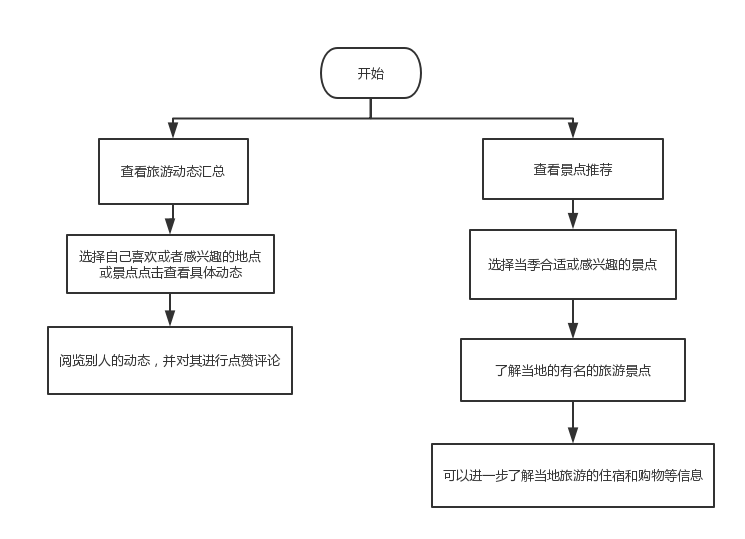 开始
查看旅游动态汇总
选择自己喜欢或者感兴趣的地点
或景点点击查看具体动态
阅览别人的动态，并对其进行点赞评论
查看景点推荐
选择当季合适或感兴趣的景点
了解当地的有名的旅游景点
可以进一步了解当地旅游的住宿和购物等信息